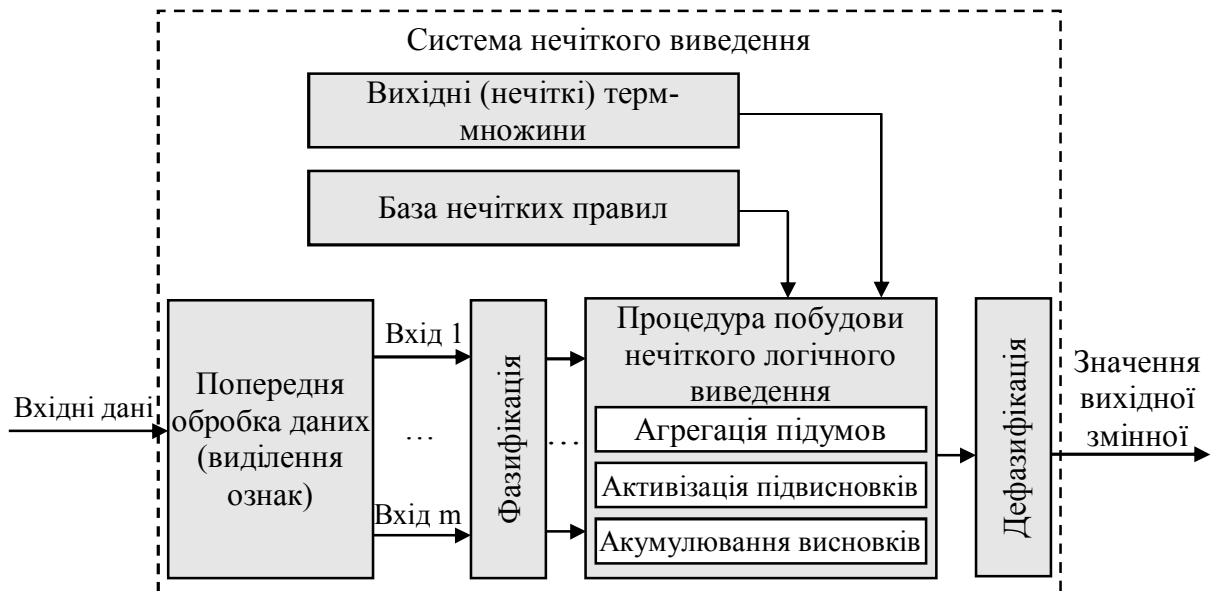 Система нечіткого виведення
Вихідні (нечіткі) терм-
множини
База нечітких правил
Вхідні дані
Попередня
обробка даних
(виділення
ознак)
Вхід 1
…
Вхід m
Фазифікація
…
Процедура побудови
нечіткого логічного
виведення
Агрегація підумов
Активізація підвисновків
Акумулювання висновків
Дефазифікація
Значення
вихідної
змінної